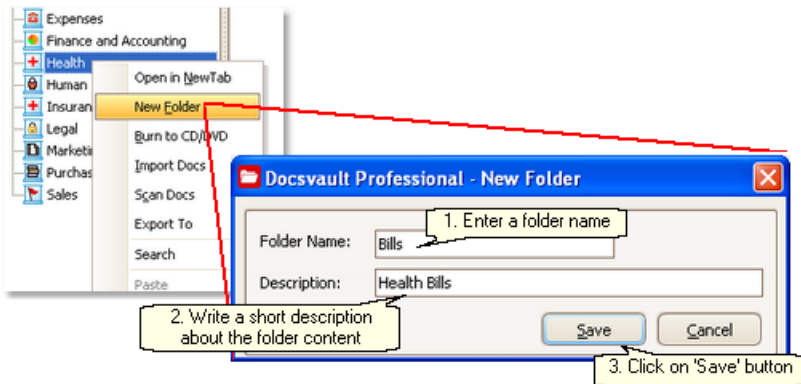 Expenses
Finance and Accounting
Health
Human
Insuran
Legal
Marketi
Purchas
Sales
Open in NewTab
New Folder
Burn to CD/DVD
Import Docs
Scan Docs
Export To
Search
Paste
Docsvault Professional - New Folder
1. Enter a folder name
Folder Name:
Bills
Description:
Health Bills
2. Write a short description
about the folder content
Save
Cancel
3. Click on 'Save' button